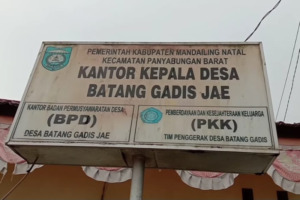 PEMERINTAH KABUPATEN MANDAILING NATAL
KECAMATAN PANYABUNGAN BARAT
KANTOR KEPALA DESA
BATANG GADIS JAE
KANTOR BADAN PERMUSYAWARATAN DESA
(BPD)
DESA BATANG GADIS JAE
PEMBERDAYAAN DAN KESEJAHTERAAN KELUARGA
(PKK)
TIM PENGGERAK DESA BATANG GADIS